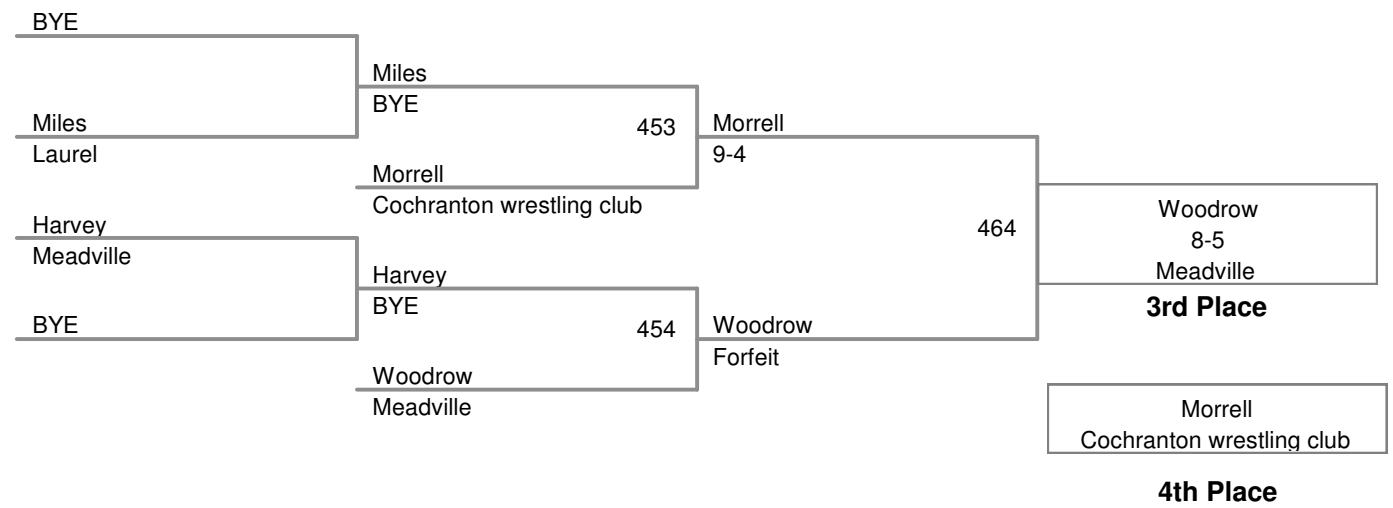 BYE
Miles
BYE
Miles
Laurel
453
Morrell
9-4
Morrell
Cochranton wrestling club
Harvey
Meadville
464
Woodrow
8-5
Meadville
3rd Place
Harvey
BYE
BYE
454
Woodrow
Forfeit
Woodrow
Meadville
Morrell
Cochranton wrestling club
4th Place